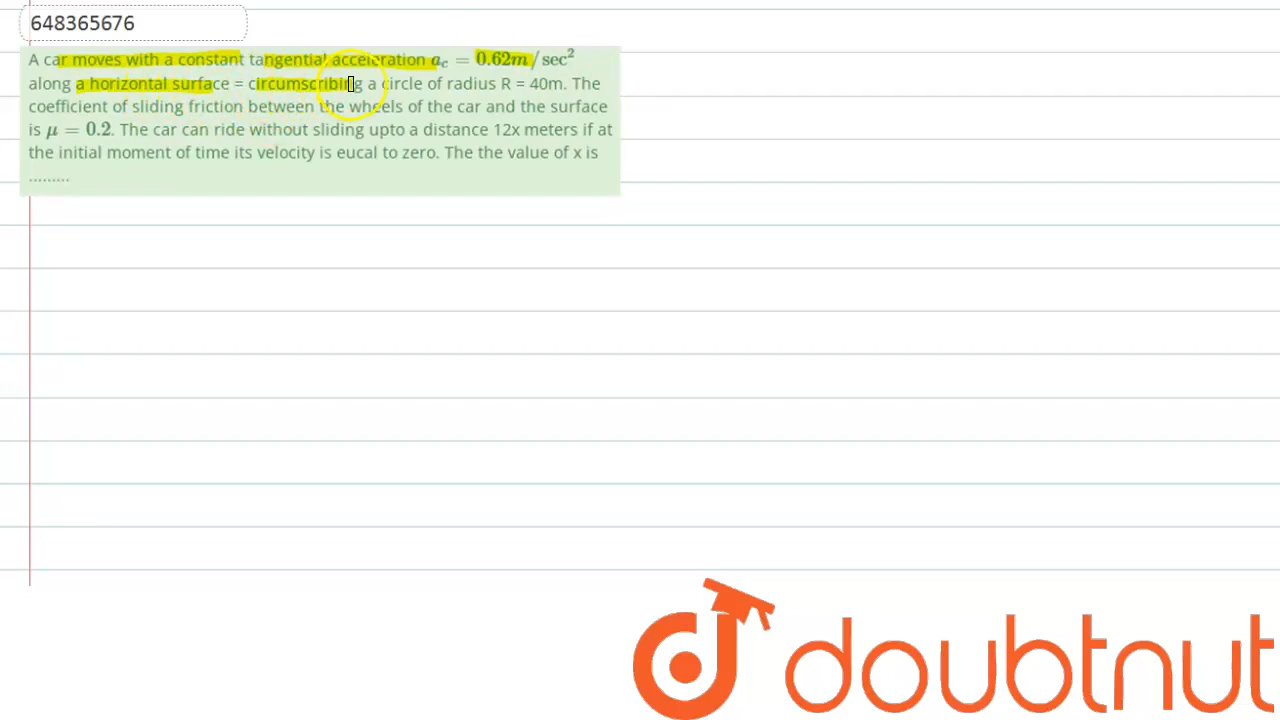 648365676
A car moves with a constant tangential acceleration a_c = 0.62m/sec²
along a horizontal surface = circumscribing a circle of radius R = 40m. The
coefficient of sliding friction between the wheels of the car and the surface
is μ = 0.2. The car can ride without sliding upto a distance 12x meters if at
the initial moment of time its velocity is eucal to zero. The the value of x is
.........
doubtnut